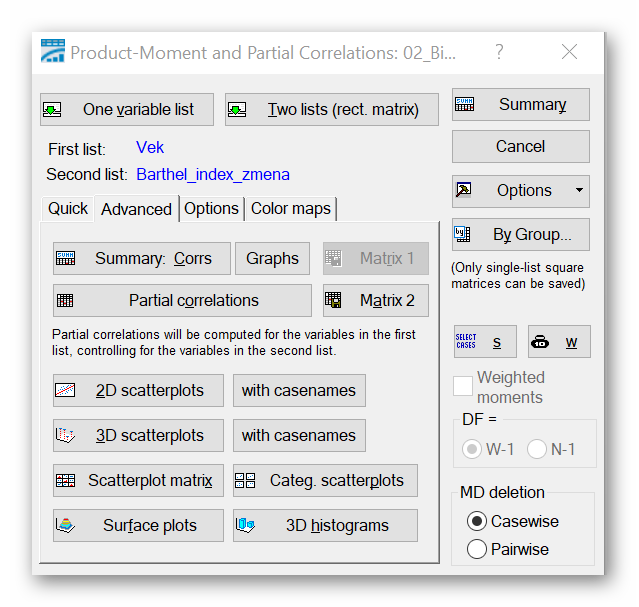 Product-Moment and Partial Correlations: 02_Bi...
?
One variable list
Two lists (rect. matrix)
Summary
First list: Vek
Cancel
Second list: Barthel_index_zmena
Options
Quick Advanced Options Color maps
By Group...
Summary: Corrs
Graphs
Matrix 1
(Only single-list square
matrices can be saved)
Partial correlations
Matrix 2
Partial correlations will be computed for the variables in the first
list, controlling for the variables in the second list.
SELECT
CASES
S
W
2D scatterplots
with casenames
Weighted
moments
3D scatterplots
with casenames
DF =
W-1
N-1
Scatterplot matrix
Categ. scatterplots
MD deletion
Surface plots
3D histograms
Casewise
Pairwise